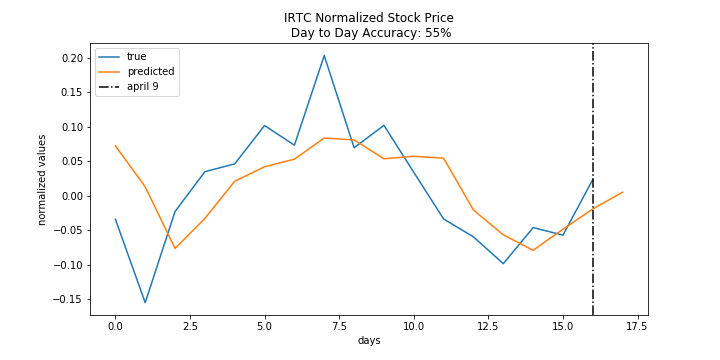 IRTC Normalized Stock Price
Day to Day Accuracy: 55%
true
predicted
april 9
normalized values
0.20
0.15
0.10
0.05
0.00
−0.05
−0.10
−0.15
0.0
2.5
5.0
7.5
10.0
12.5
15.0
17.5
days